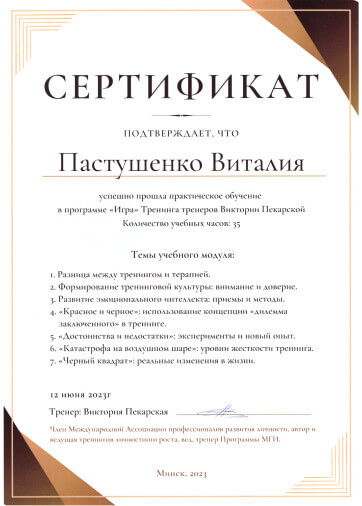 СЕРТИФИКАТ
ПОДТВЕРЖДАЕТ, ЧТО
Пастушенко Виталия
успешно прошла практическое обучение
в программе «Игра» Тренинга тренеров Виктории Пекарской
Количество учебных часов: 35
Темы учебного модуля:
1. Разница между тренингом и терапией.
2. Формирование тренинговой культуры: внимание и доверие.
3. Развитие эмоционального интеллекта: приемы и методы.
4. «Красное и черное»: использование концепции «дилемма
заключенного» в тренинге.
5. «Достоинства и недостатки»: эксперименты и новый опыт.
6. «Катастрофа на воздушном шаре»: уровни жесткости тренинга.
7. «Черный квадрат»: реальные изменения в жизни.
12 июня 2023г
Тренер: Виктория Пекарская
Член Международной Ассоциации профессионалов развития личности, автор и
ведущая тренингов личностного роста, вед. тренер Программы МГИ.
Минск, 2023